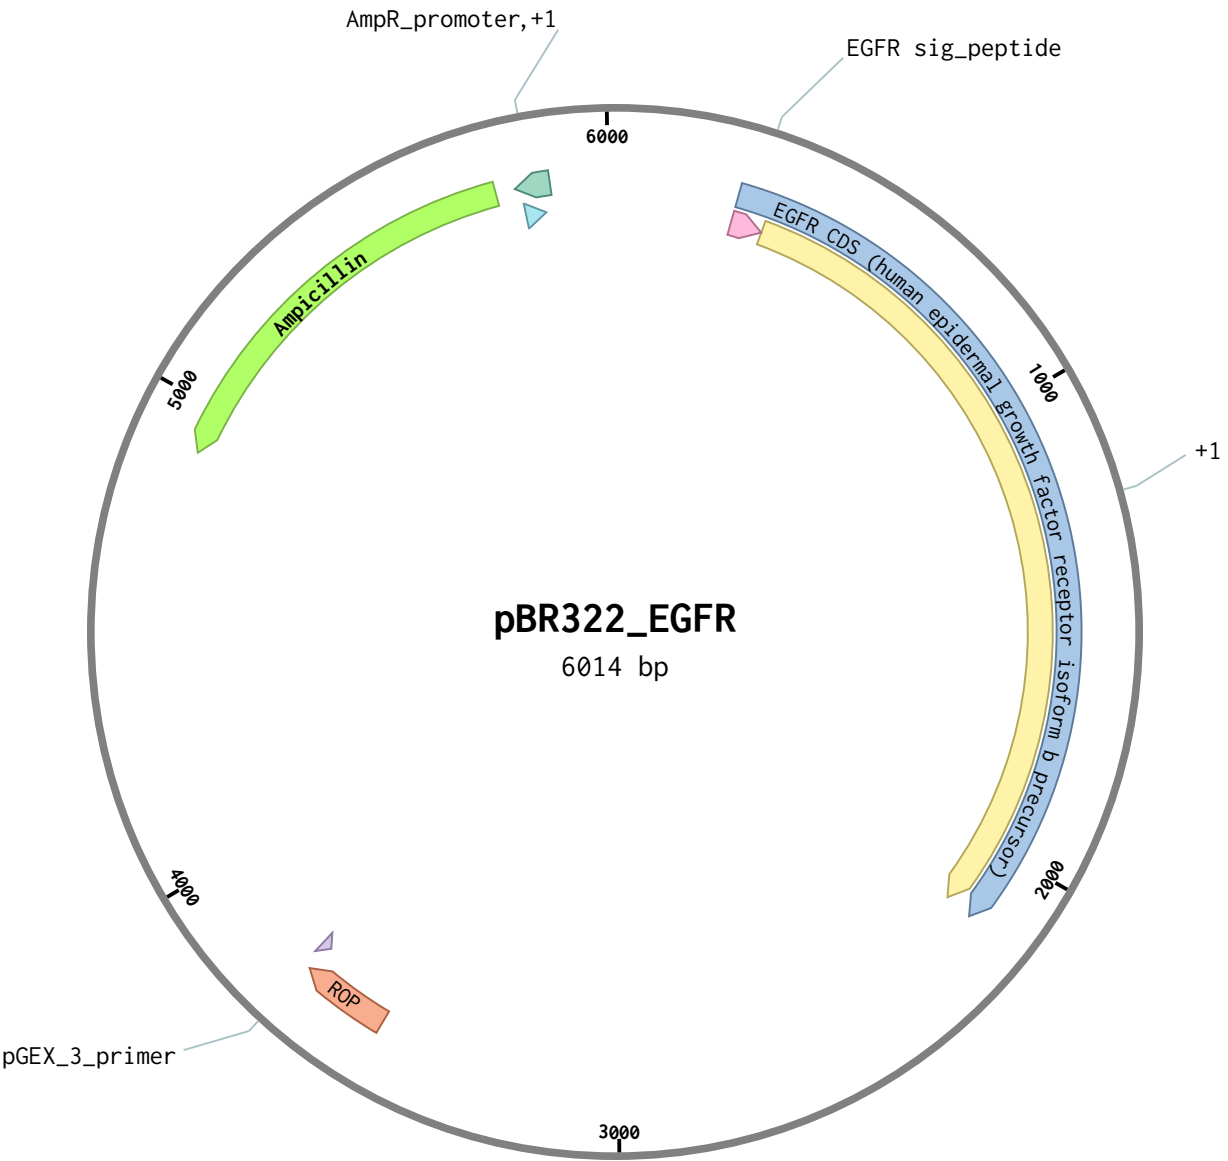 AmpR_promoter,+1
EGFR sig_peptide
6000
EGFR CDS (human epidermal growth factor receptor isoform b precursor)
Ampicillin
5000
1000
+1
pBR322_EGFR
6014 bp
2000
4000
ROP
pGEX_3_primer
3000